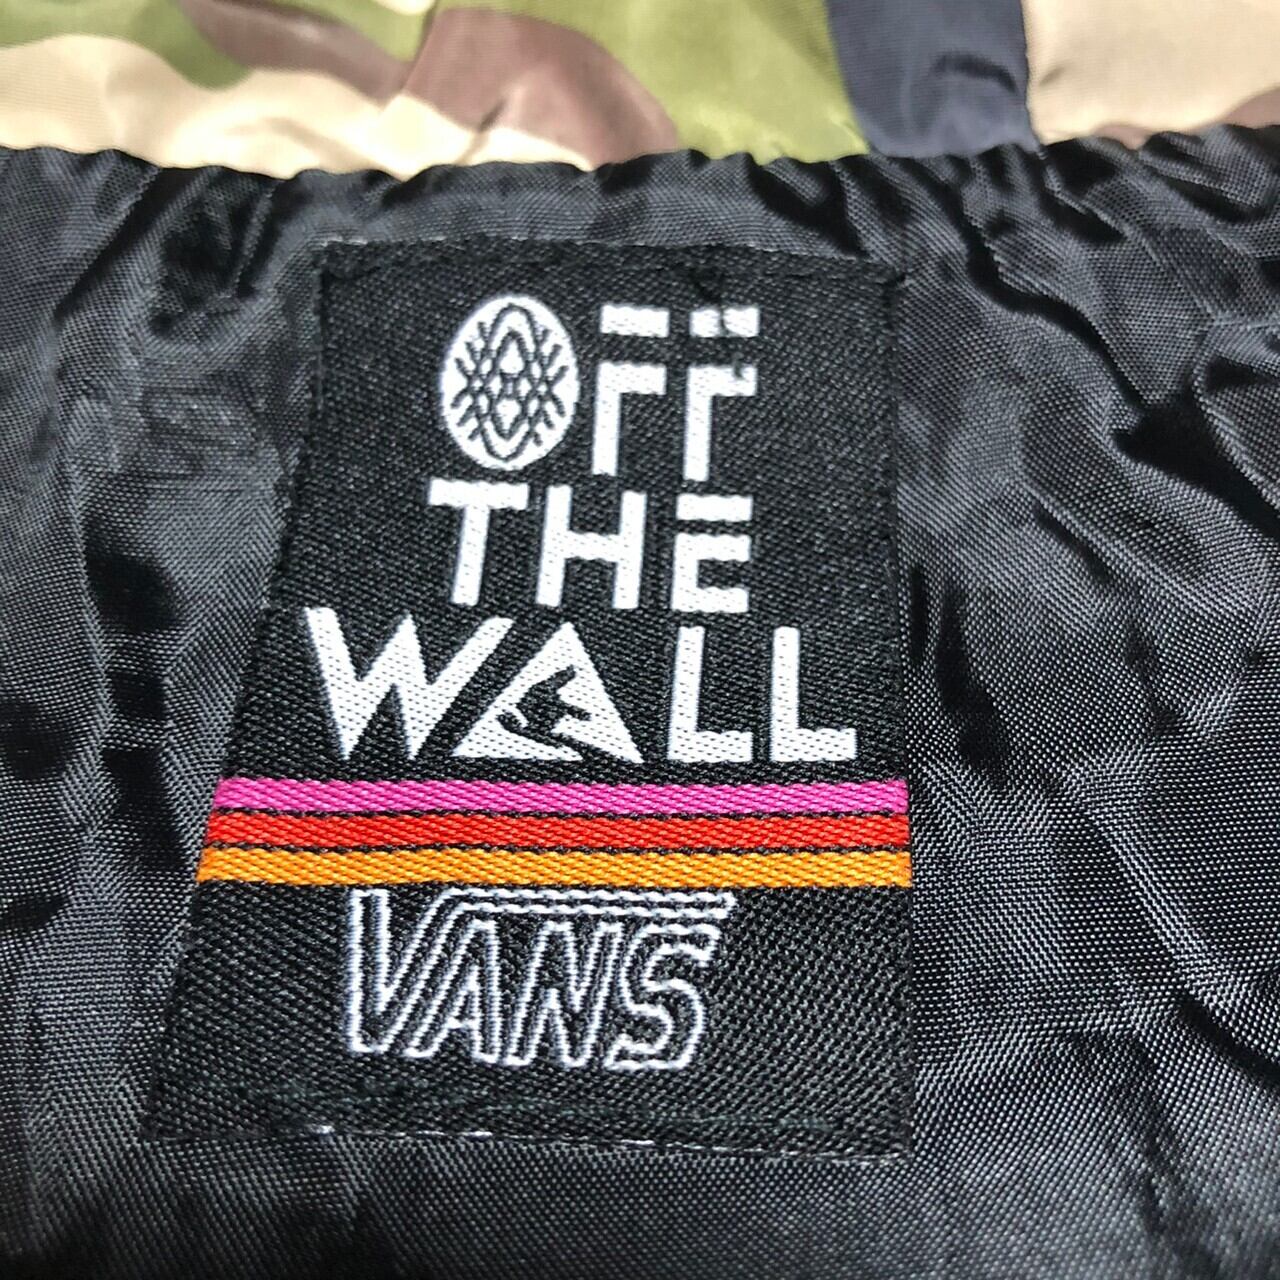 OFF
THE
WALL
VANS